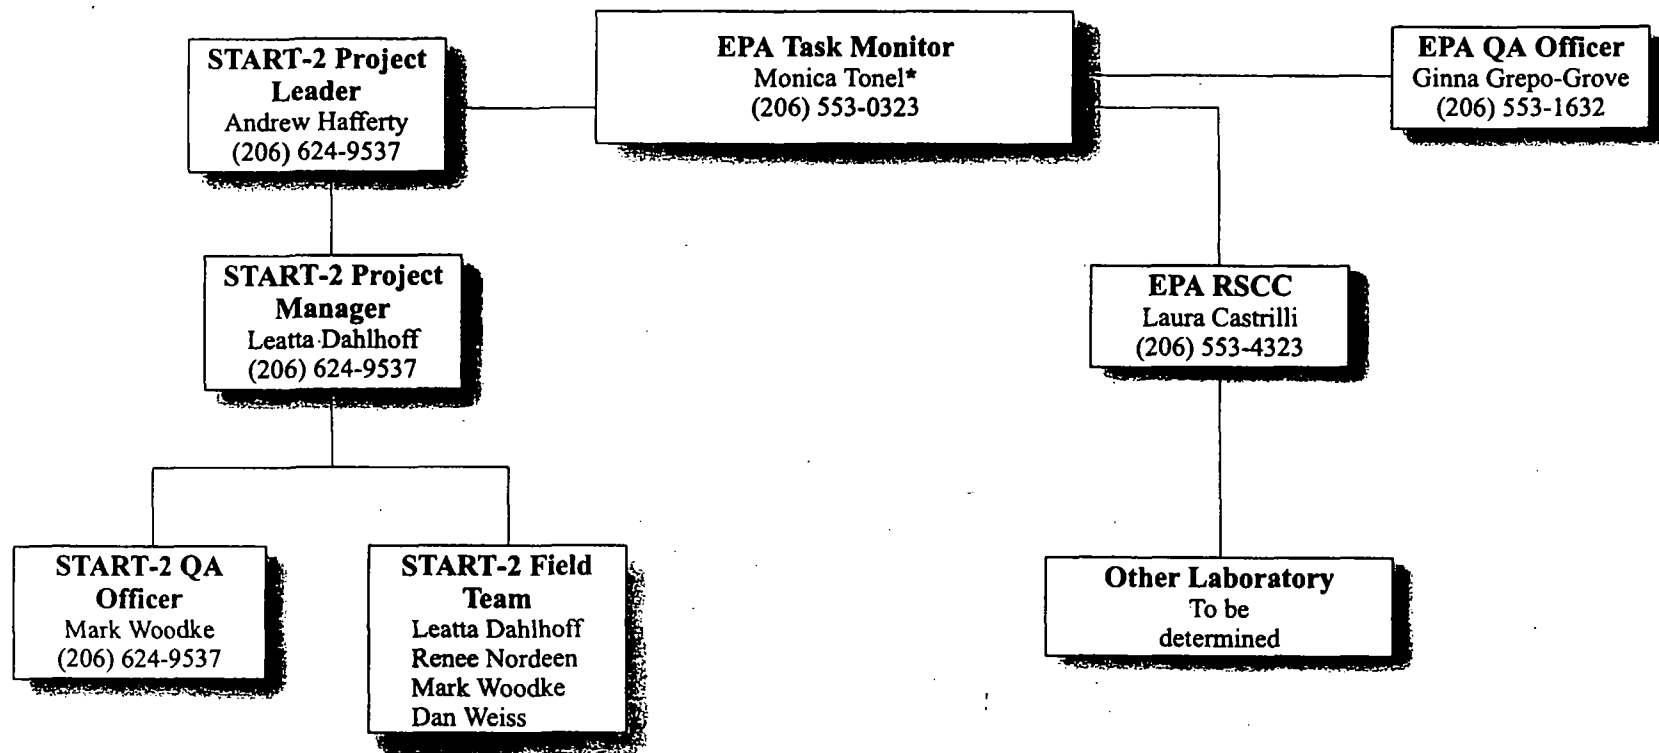 START-2 Project
Leader
Andrew Hafferty
(206) 624-9537
EPA Task Monitor
Monica Tonel*
(206) 553-0323
EPA QA Officer
Ginna Grepo-Grove
(206) 553-1632
START-2 Project
Manager
Leatta Dahlhoff
(206) 624-9537
EPA RSCC
Laura Castrilli
(206) 553-4323
START-2 QA
Officer
Mark Woodke
(206) 624-9537
START-2 Field
Team
Leatta Dahlhoff
Renee Nordeen
Mark Woodke
Dan Weiss
Other Laboratory
To be
determined